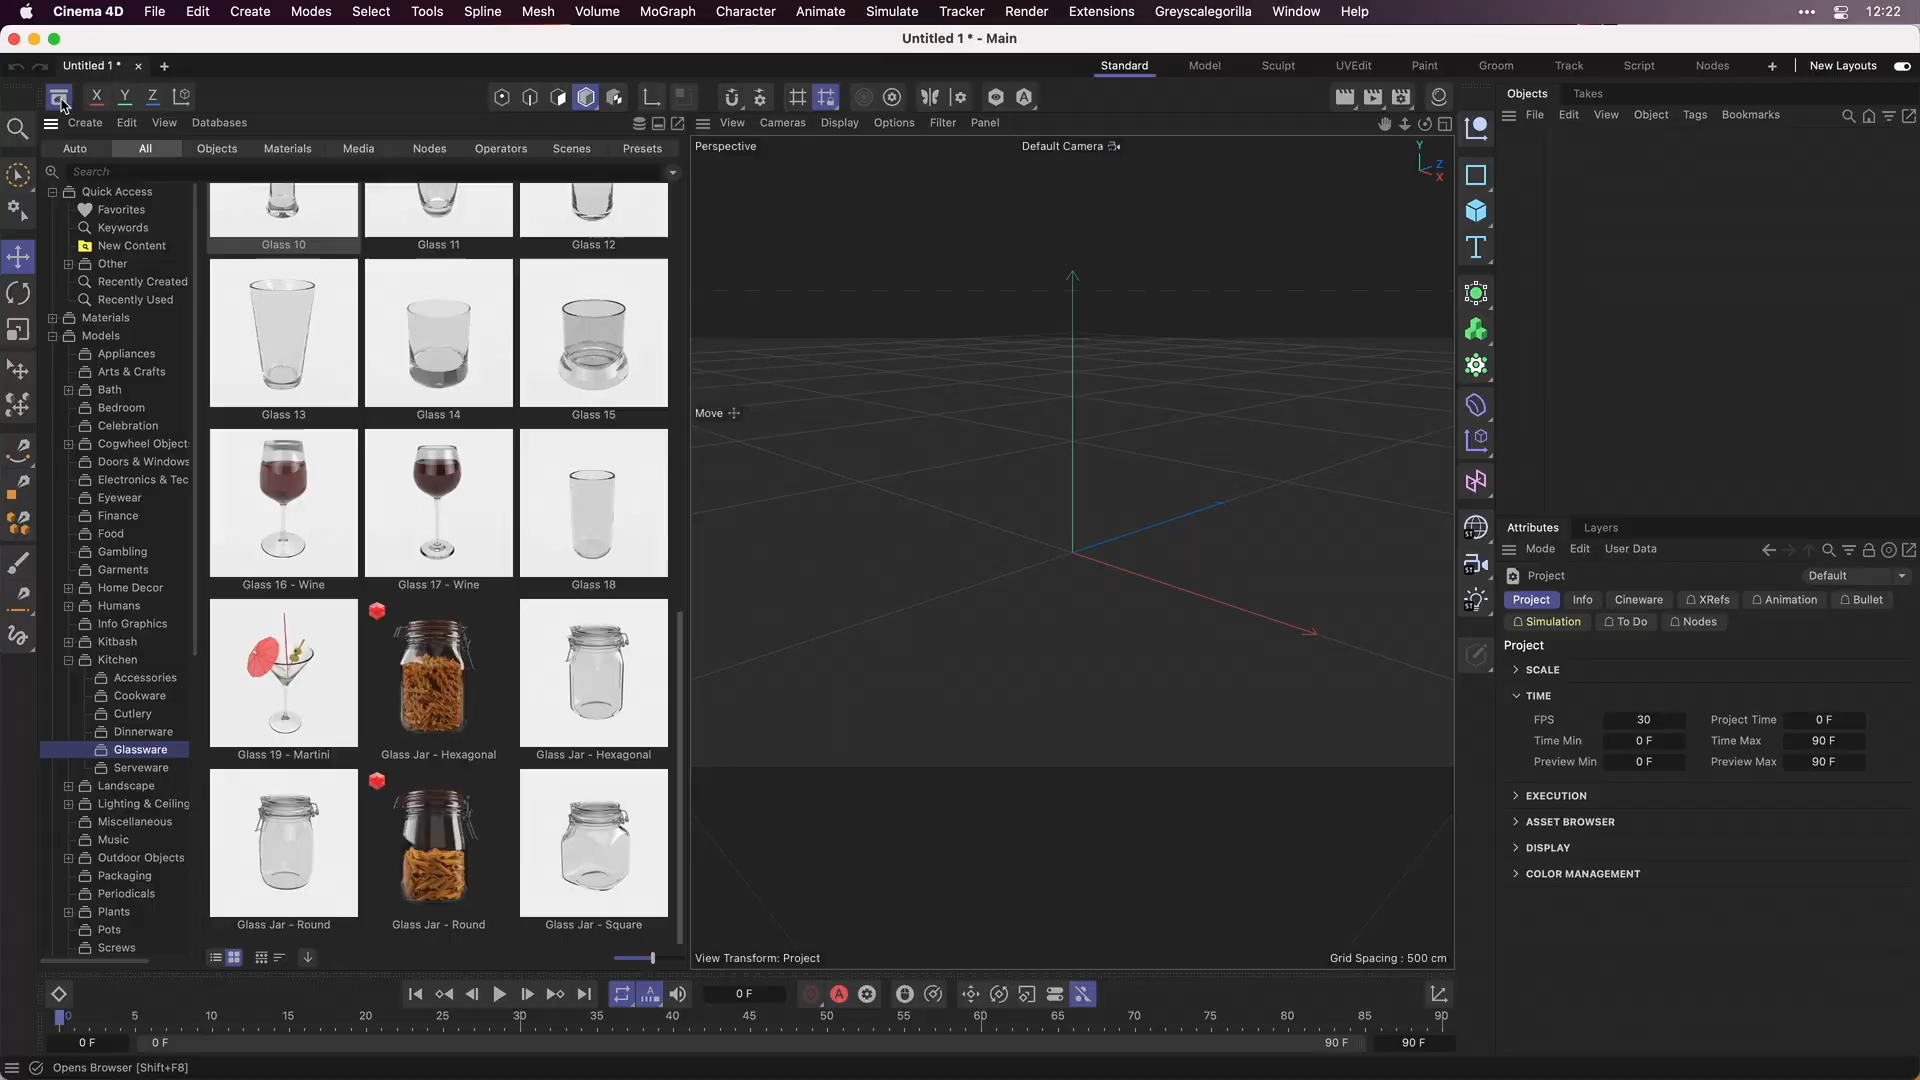 Cinema 4D File Edit Create Modes Select Tools Spline Mesh Volume MoGraph Character Animate Simulate Tracker Render Extensions Greyscalegorilla Window Help 12:22
Untitled 1 * - Main
Untitled 1 * Standard Model Sculpt UVEdit Paint Groom Track Script Nodes New Layouts
X Y Z
Objects Takes
Create Edit View Databases
View Cameras Display Options Filter Panel
File Edit View Object Tags Bookmarks
Auto All Objects Materials Media Nodes Operators Scenes Presets
Perspective Default Camera
Y
Z
X
Search
Quick Access
Favorites
Keywords
New Content
Other
Recently Created
Recently Used
Materials
Models
Appliances
Arts & Crafts
Bath
Bedroom
Celebration
Cogwheel Object
Doors & Windows
Electronics & Tec
Eyewear
Finance
Food
Gambling
Garments
Home Decor
Humans
Info Graphics
Kitbash
Kitchen
Accessories
Cookware
Cutlery
Dinnerware
Glassware
Serveware
Landscape
Lighting & Ceiling
Miscellaneous
Music
Outdoor Objects
Packaging
Periodicals
Plants
Pots
Screws
Glass 10 Glass 11 Glass 12
Glass 13 Glass 14 Glass 15
Glass 16 - Wine Glass 17 - Wine Glass 18
Glass 19 - Martini Glass Jar - Hexagonal Glass Jar - Hexagonal
Glass Jar - Round Glass Jar - Round Glass Jar - Square
Move
View Transform: Project Grid Spacing : 500 cm
T
ST
ST
ST
Attributes Layers
Mode Edit User Data
Project Default
Project Info Cineware XRefs Animation Bullet
Simulation To Do Nodes
Project
SCALE
TIME
FPS 30 Project Time 0 F
Time Min 0 F Time Max 90 F
Preview Min 0 F Preview Max 90 F
EXECUTION
ASSET BROWSER
DISPLAY
COLOR MANAGEMENT
A 0 F A
0 5 10 15 20 25 30 35 40 45 50 55 60 65 70 75 80 85 90
0 F 0 F 90 F 90 F
Opens Browser [Shift+F8]